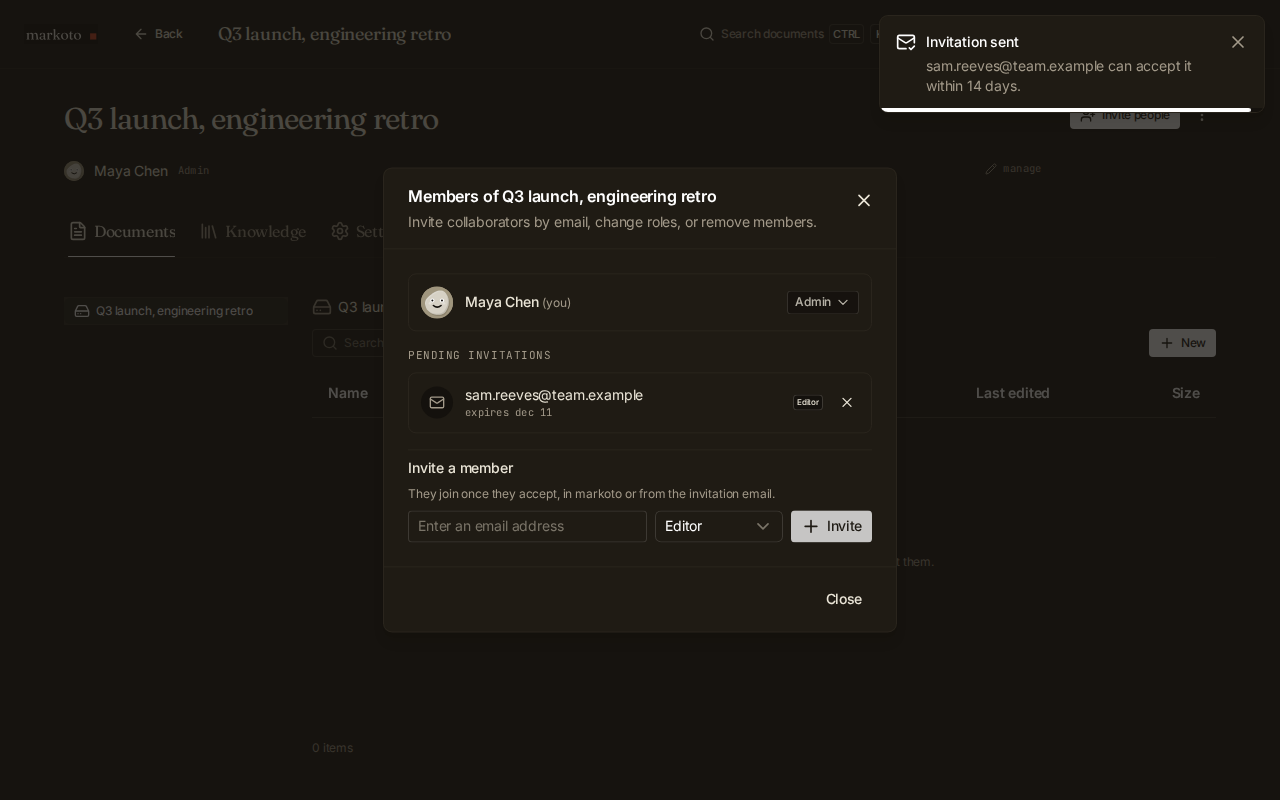 markoto
Back
Q3 launch, engineering retro
Search documents
CTRL
Invitation sent
sam.reeves@team.example can accept it
within 14 days.
Q3 launch, engineering retro
Invite people
Maya Chen
Admin
manage
Documents
Knowledge
Q3 launch, engineering retro
Search
New
Name
Last edited
Size
them.
0 items
Members of Q3 launch, engineering retro
Invite collaborators by email, change roles, or remove members.
Maya Chen (you)
Admin
PENDING INVITATIONS
sam.reeves@team.example
expires dec 11
Editor
Invite a member
They join once they accept, in markoto or from the invitation email.
Enter an email address
Editor
Invite
Close